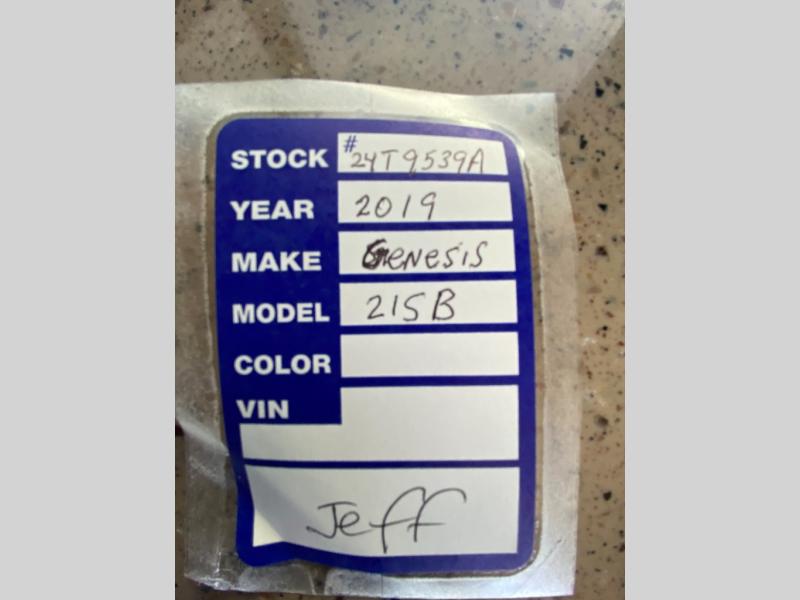 STOCK # 24T9539A
YEAR 2019
MAKE Genesis
MODEL 215B
COLOR
VIN
Jeff